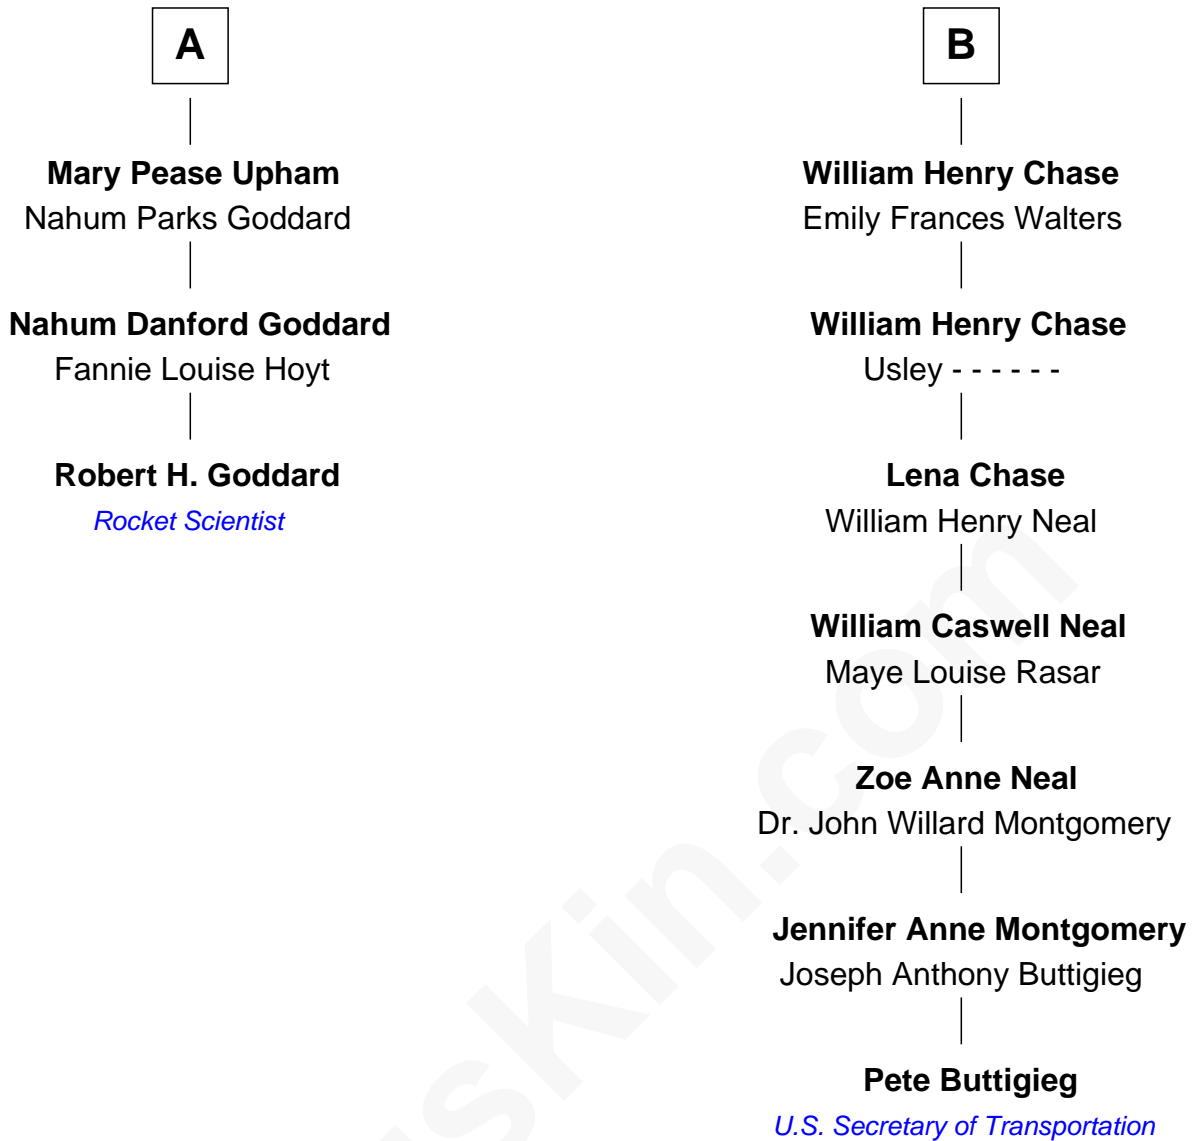 A
Mary Pease Upham
Nahum Parks Goddard
Nahum Danford Goddard
Fannie Louise Hoyt
Robert H. Goddard
Rocket Scientist
B
William Henry Chase
Emily Frances Walters
William Henry Chase
Usley - - - - - -
Lena Chase
William Henry Neal
William Caswell Neal
Maye Louise Rasar
Zoe Anne Neal
Dr. John Willard Montgomery
Jennifer Anne Montgomery
Joseph Anthony Buttigieg
Pete Buttigieg
U.S. Secretary of Transportation
sKin.com